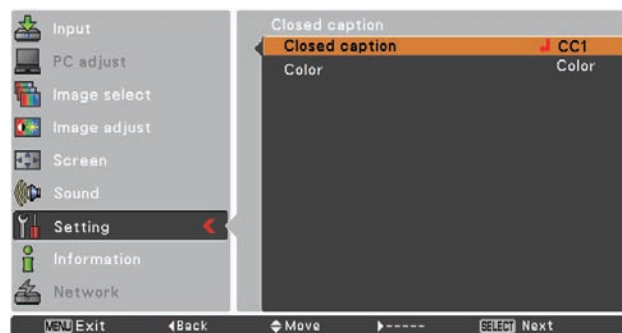 Input
PC adjust
Image select
Image adjust
Screen
Sound
Setting
Information
Network
Closed caption
Closed caption CC1
Color Color
MENU Exit Back Move ----- SELECT Next